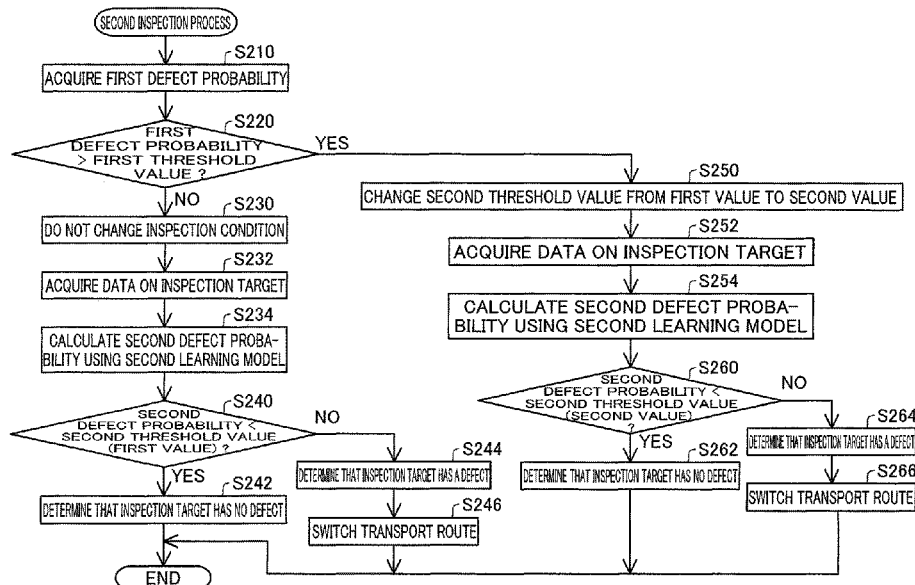 SECOND INSPECTION PROCESS
S210
ACQUIRE FIRST DEFECT PROBABILITY
S220
FIRST
DEFECT PROBABILITY
> FIRST THRESHOLD
VALUE ?
YES
NO
S230
DO NOT CHANGE INSPECTION CONDITION
S232
ACQUIRE DATA ON INSPECTION TARGET
S234
CALCULATE SECOND DEFECT PROBA-
BILITY USING SECOND LEARNING MODEL
S240
SECOND
DEFECT PROBABILITY <
SECOND THRESHOLD VALUE
(FIRST VALUE) ?
NO
YES
S242
DETERMINE THAT INSPECTION TARGET HAS NO DEFECT
S244
DETERMINE THAT INSPECTION TARGET HAS A DEFECT
S246
SWITCH TRANSPORT ROUTE
S250
CHANGE SECOND THRESHOLD VALUE FROM FIRST VALUE TO SECOND VALUE
S252
ACQUIRE DATA ON INSPECTION TARGET
S254
CALCULATE SECOND DEFECT PROBA-
BILITY USING SECOND LEARNING MODEL
S260
SECOND
DEFECT PROBABILITY <
SECOND THRESHOLD VALUE
(SECOND VALUE)
?
NO
YES
S262
DETERMINE THAT INSPECTION TARGET HAS NO DEFECT
S264
DETERMINE THAT INSPECTION TARGET HAS A DEFECT
S266
SWITCH TRANSPORT ROUTE
END